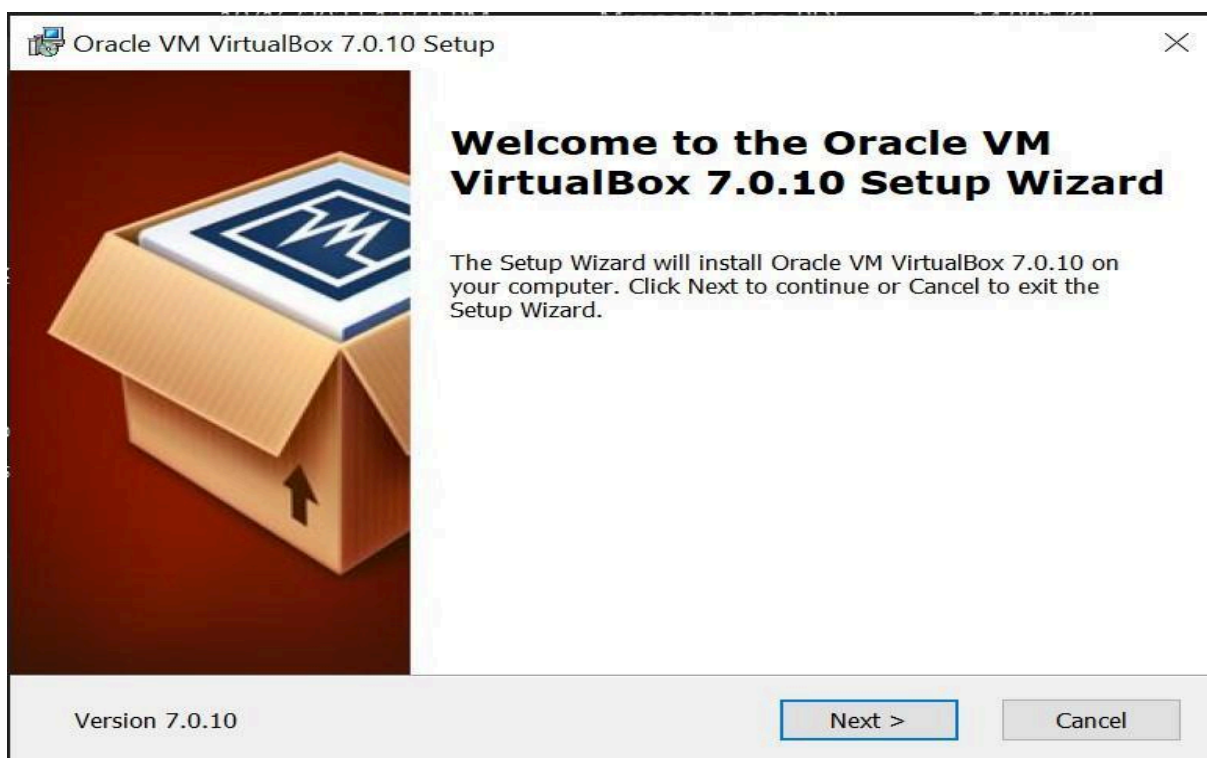 Oracle VM VirtualBox 7.0.10 Setup
Welcome to the Oracle VM
VirtualBox 7.0.10 Setup Wizard
The Setup Wizard will install Oracle VM VirtualBox 7.0.10 on
your computer. Click Next to continue or Cancel to exit the
Setup Wizard.
Version 7.0.10
Next >
Cancel